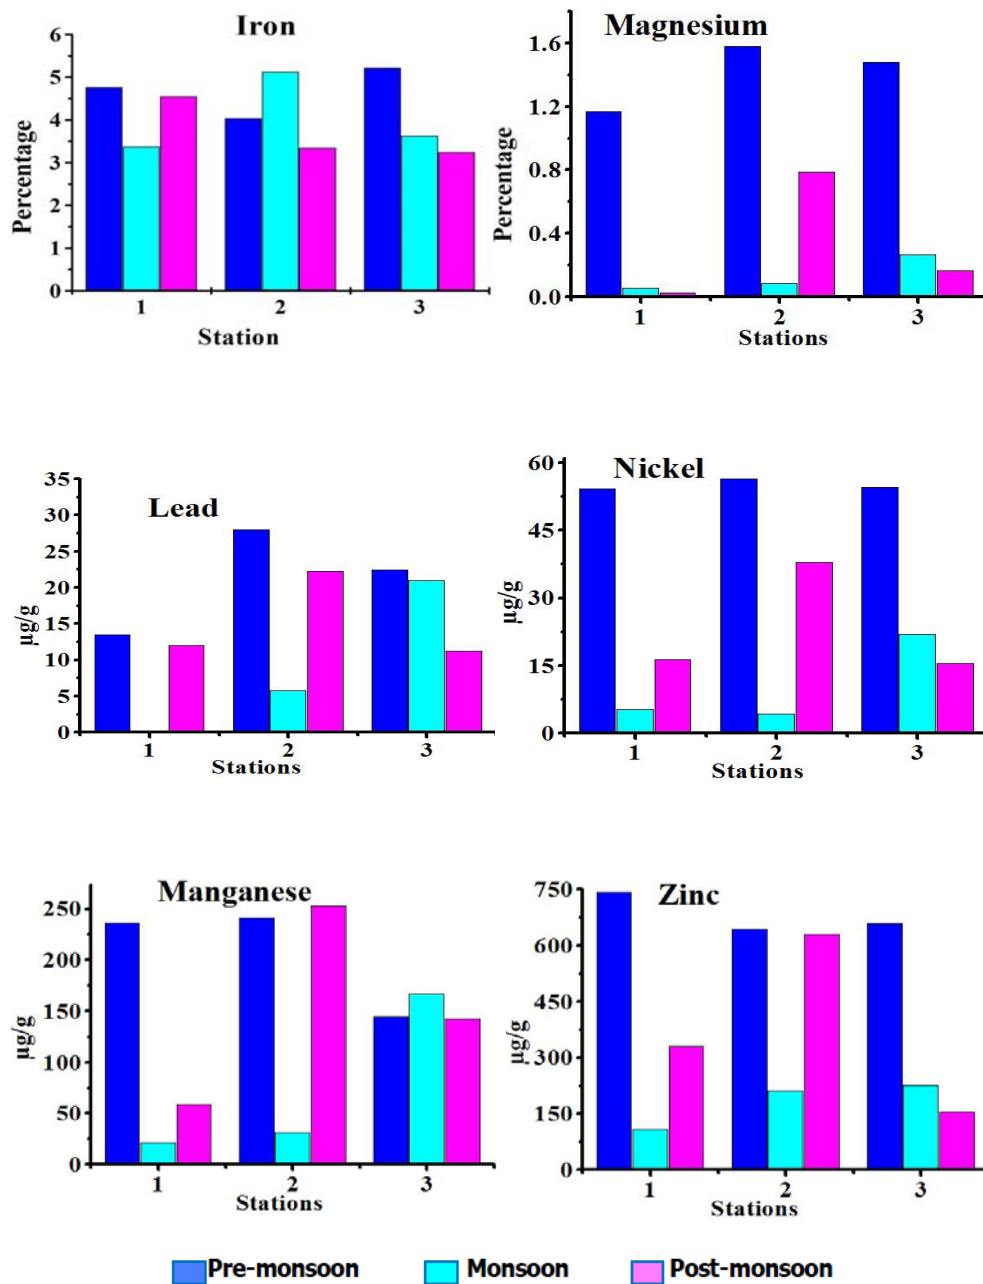 Iron
6
5
4
3
2
1
0
Percentage
1 2 3
Station
Magnesium
1.6
1.2
0.8
0.4
0.0
Percentage
1 2 3
Stations
Lead
35
30
25
20
15
10
5
0
µg/g
1 2 3
Stations
Nickel
60
45
30
15
0
µg/g
1 2 3
Stations
Manganese
250
200
150
100
50
0
µg/g
1 2 3
Stations
Zinc
750
600
450
300
150
0
µg/g
1 2 3
Stations
Pre-monsoon Monsoon Post-monsoon